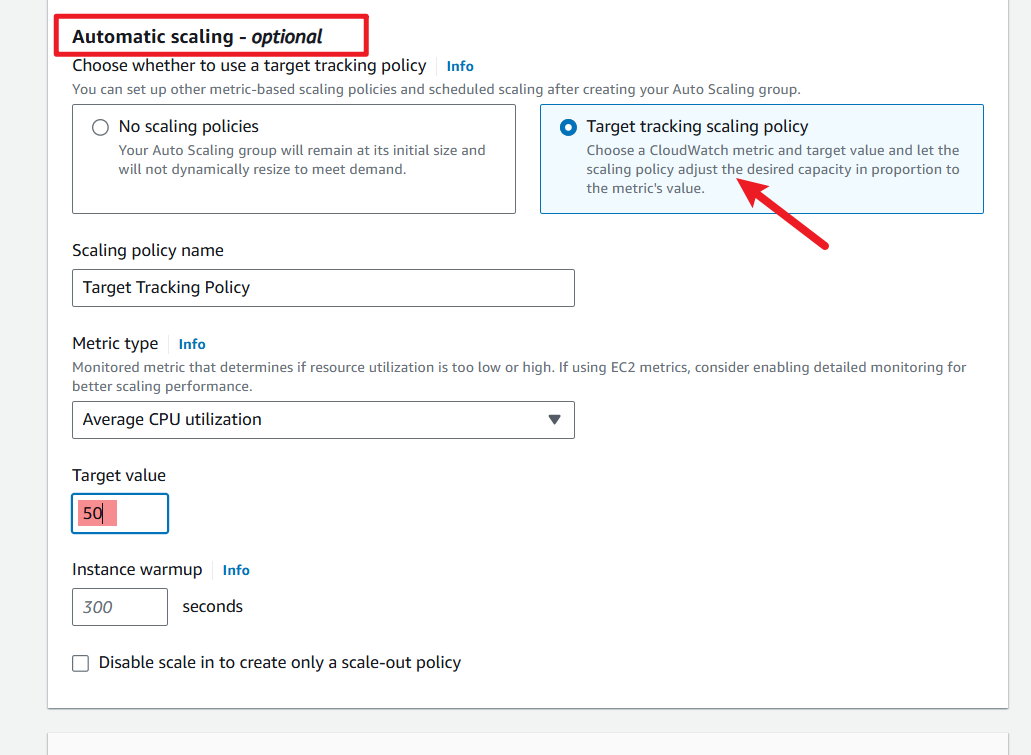 Automatic scaling - optional
Choose whether to use a target tracking policy Info
You can set up other metric-based scaling policies and scheduled scaling after creating your Auto Scaling group.
No scaling policies
Your Auto Scaling group will remain at its initial size and
will not dynamically resize to meet demand.
Target tracking scaling policy
Choose a CloudWatch metric and target value and let the
scaling policy adjust the desired capacity in proportion to
the metric's value.
Scaling policy name
Target Tracking Policy
Metric type Info
Monitored metric that determines if resource utilization is too low or high. If using EC2 metrics, consider enabling detailed monitoring for
better scaling performance.
Average CPU utilization
Target value
50
Instance warmup Info
300 seconds
Disable scale in to create only a scale-out policy